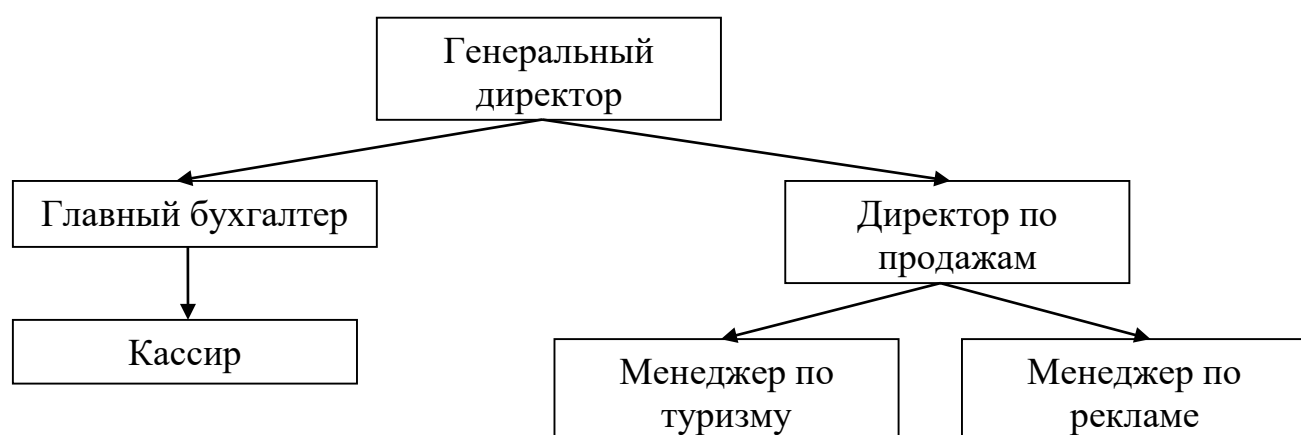 Генеральный
директор
Главный бухгалтер
Директор по
продажам
Кассир
Менеджер по
туризму
Менеджер по
рекламе